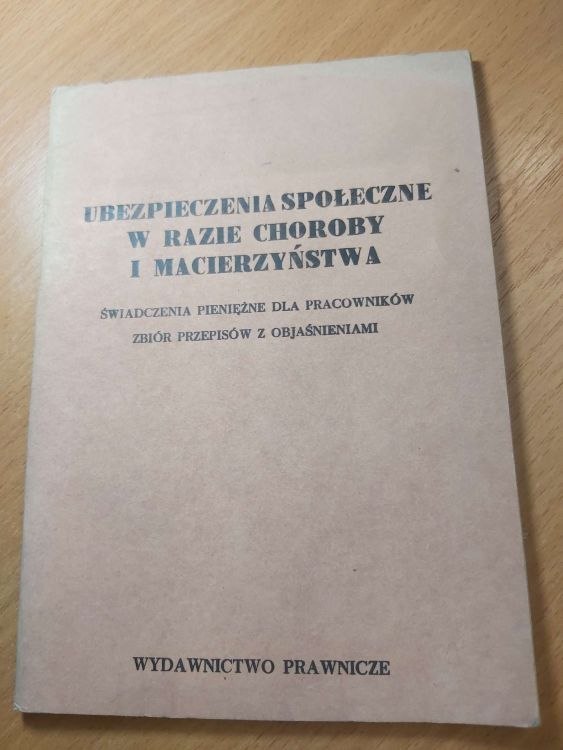 UBEZPIECZENIA SPOŁECZNE
W RAZIE CHOROBY
I MACIERZYŃSTWA
ŚWIADCZENIA PIENIĘŻNE DLA PRACOWNIKÓW
ZBIÓR PRZEPISÓW Z OBJAŚNIENIAMI
WYDAWNICTWO PRAWNICZE